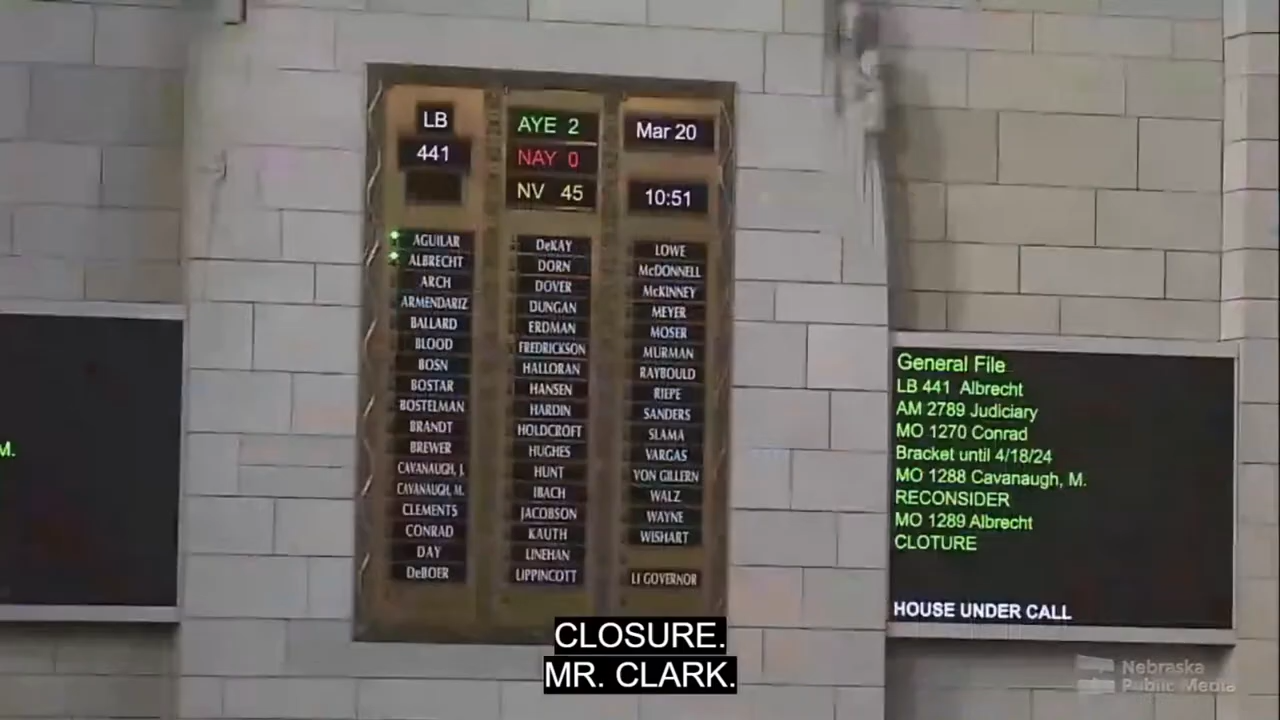 M.
LB
441
AYE 2
NAY 0
NV 45
Mar 20
10:51
AGUILAR
ALBRECHT
ARCH
ARMENDARIZ
BALLARD
BLOOD
BOSN
BOSTAR
BOSTELMAN
BRANDT
BREWER
CAVANAUGH, J.
CAVANAUGH, M.
CLEMENTS
CONRAD
DAY
DeBOER
DeKAY
DORN
DOVER
DUNGAN
ERDMAN
FREDRICKSON
HALLORAN
HANSEN
HARDIN
HOLDCROFT
HUGHES
HUNT
IBACH
JACOBSON
KAUTH
LINEHAN
LIPPINCOTT
LOWE
McDONNELL
McKINNEY
MEYER
MOSER
MURMAN
RAYBOULD
RIEPE
SANDERS
SLAMA
VARGAS
VON GILLERN
WALZ
WAYNE
WISHART
LT GOVERNOR
General File
LB 441 Albrecht
AM 2789 Judiciary
MO 1270 Conrad
Bracket until 4/18/24
MO 1288 Cavanaugh, M.
RECONSIDER
MO 1289 Albrecht
CLOTURE
HOUSE UNDER CALL
CLOSURE.
MR. CLARK.
Nebraska
Public Media